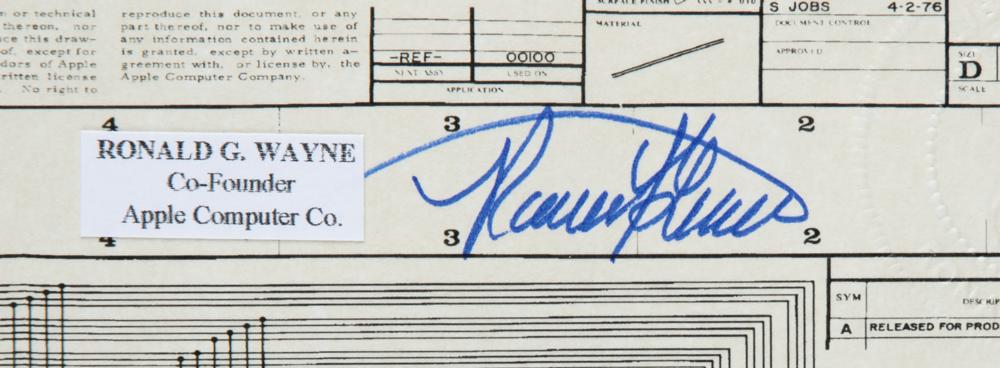 n or technical
thereon, nor
ce this draw-
of, except for
dors of Apple
ritten license
No right to
reproduce this document, or any
part thereof, nor to make use of
any information contained herein
is granted, except by written a-
greement with, or license by, the
Apple Computer Company.
-REF- 00100
NEXT ASSY USED ON
APPLICATION
SURFACE FINISH
MATERIAL
S JOBS 4-2-76
DOCUMENT CONTROL
APPROVED
SIZE
D
SCALE
4 3 2
RONALD G. WAYNE
Co-Founder
Apple Computer Co.
4 3 2
SYM DESCRIP
A RELEASED FOR PROD